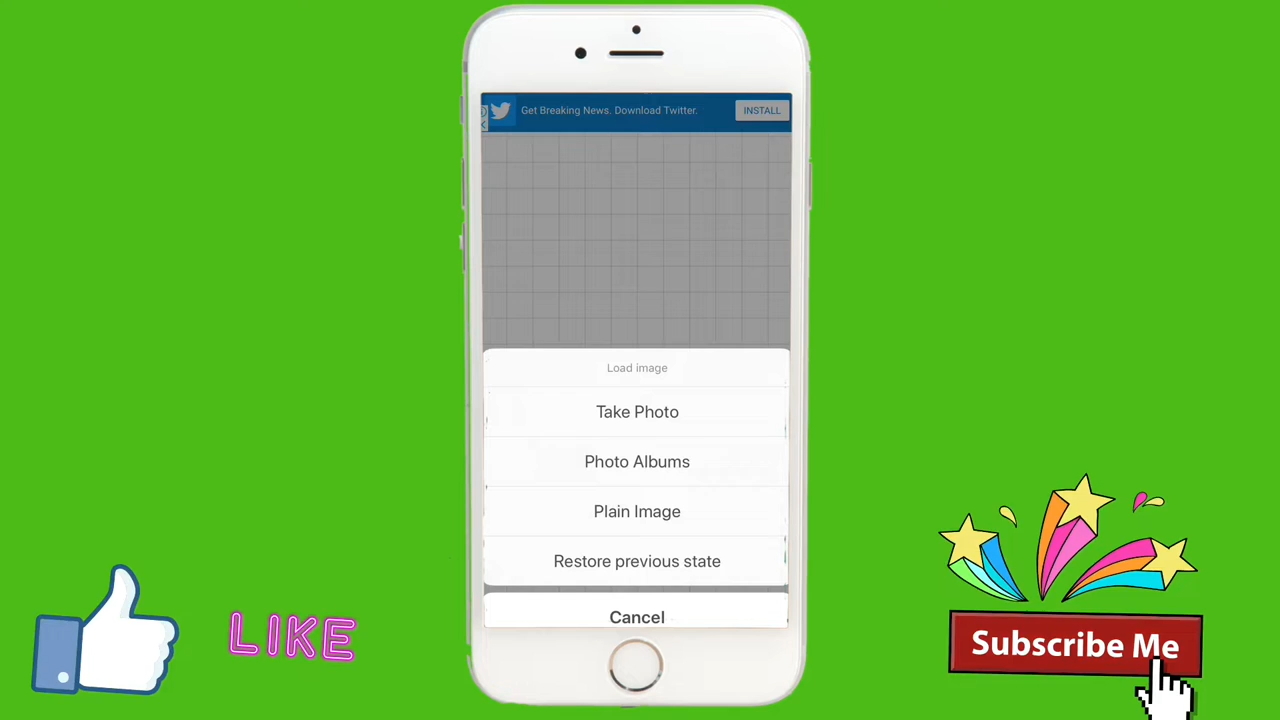 Get Breaking News. Download Twitter.
INSTALL
Load image
Take Photo
Photo Albums
Plain Image
Restore previous state
Cancel
LIKE
Subscribe Me